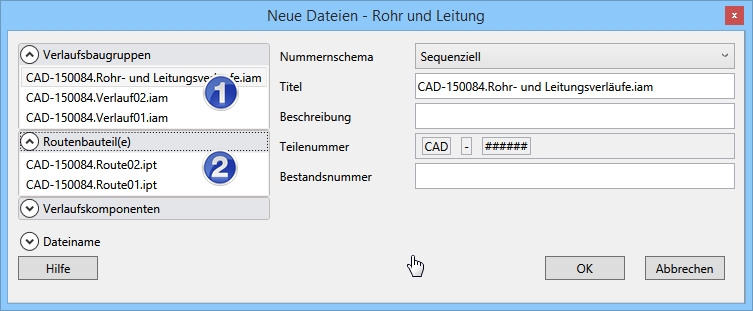 Neue Dateien - Rohr und Leitung
x
Verlaufsbaugruppen
CAD-150084.Rohr- und Leitungsverläufe.iam
1
CAD-150084.Verlauf02.iam
CAD-150084.Verlauf01.iam
Routenbauteil(e)
2
CAD-150084.Route02.ipt
CAD-150084.Route01.ipt
Verlaufskomponenten
Dateiname
Hilfe
Nummernschema
Sequenziell
Titel
CAD-150084.Rohr- und Leitungsverläufe.iam
Beschreibung
Teilenummer
CAD - ######
Bestandsnummer
OK
Abbrechen